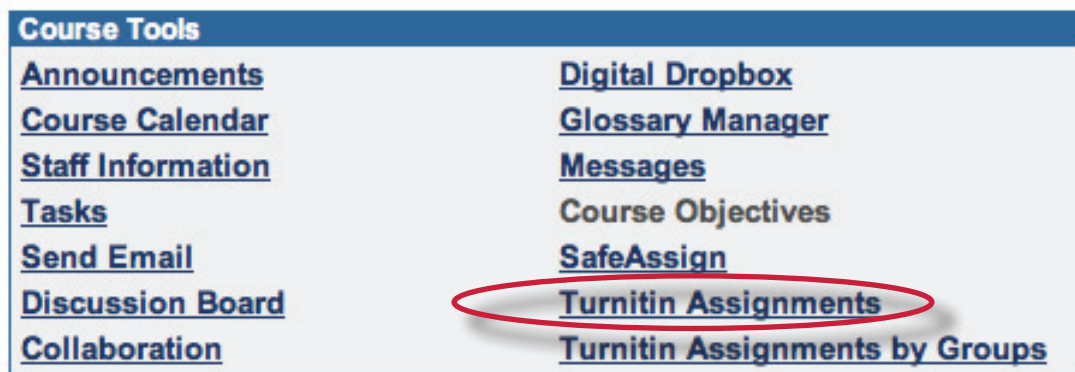 Course Tools
Announcements
Course Calendar
Staff Information
Tasks
Send Email
Discussion Board
Collaboration
Digital Dropbox
Glossary Manager
Messages
Course Objectives
SafeAssign
Turnitin Assignments
Turnitin Assignments by Groups